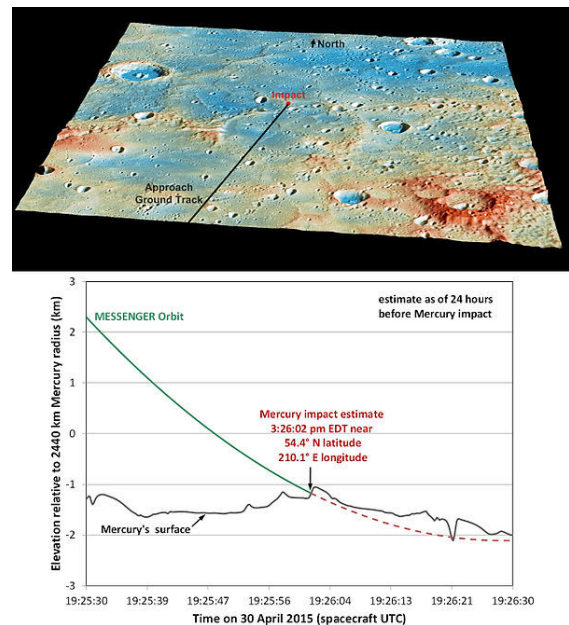 North
Impact
Approach
Ground Track
Elevation relative to 2440 km Mercury radius (km)
3
2
1
0
-1
-2
-3
MESSENGER Orbit
estimate as of 24 hours
before Mercury impact
Mercury impact estimate
3:26:02 pm EDT near
54.4° N latitude
210.1° E longitude
Mercury's surface
19:25:30 19:25:39 19:25:47 19:25:56 19:26:04 19:26:13 19:26:21 19:26:30
Time on 30 April 2015 (spacecraft UTC)